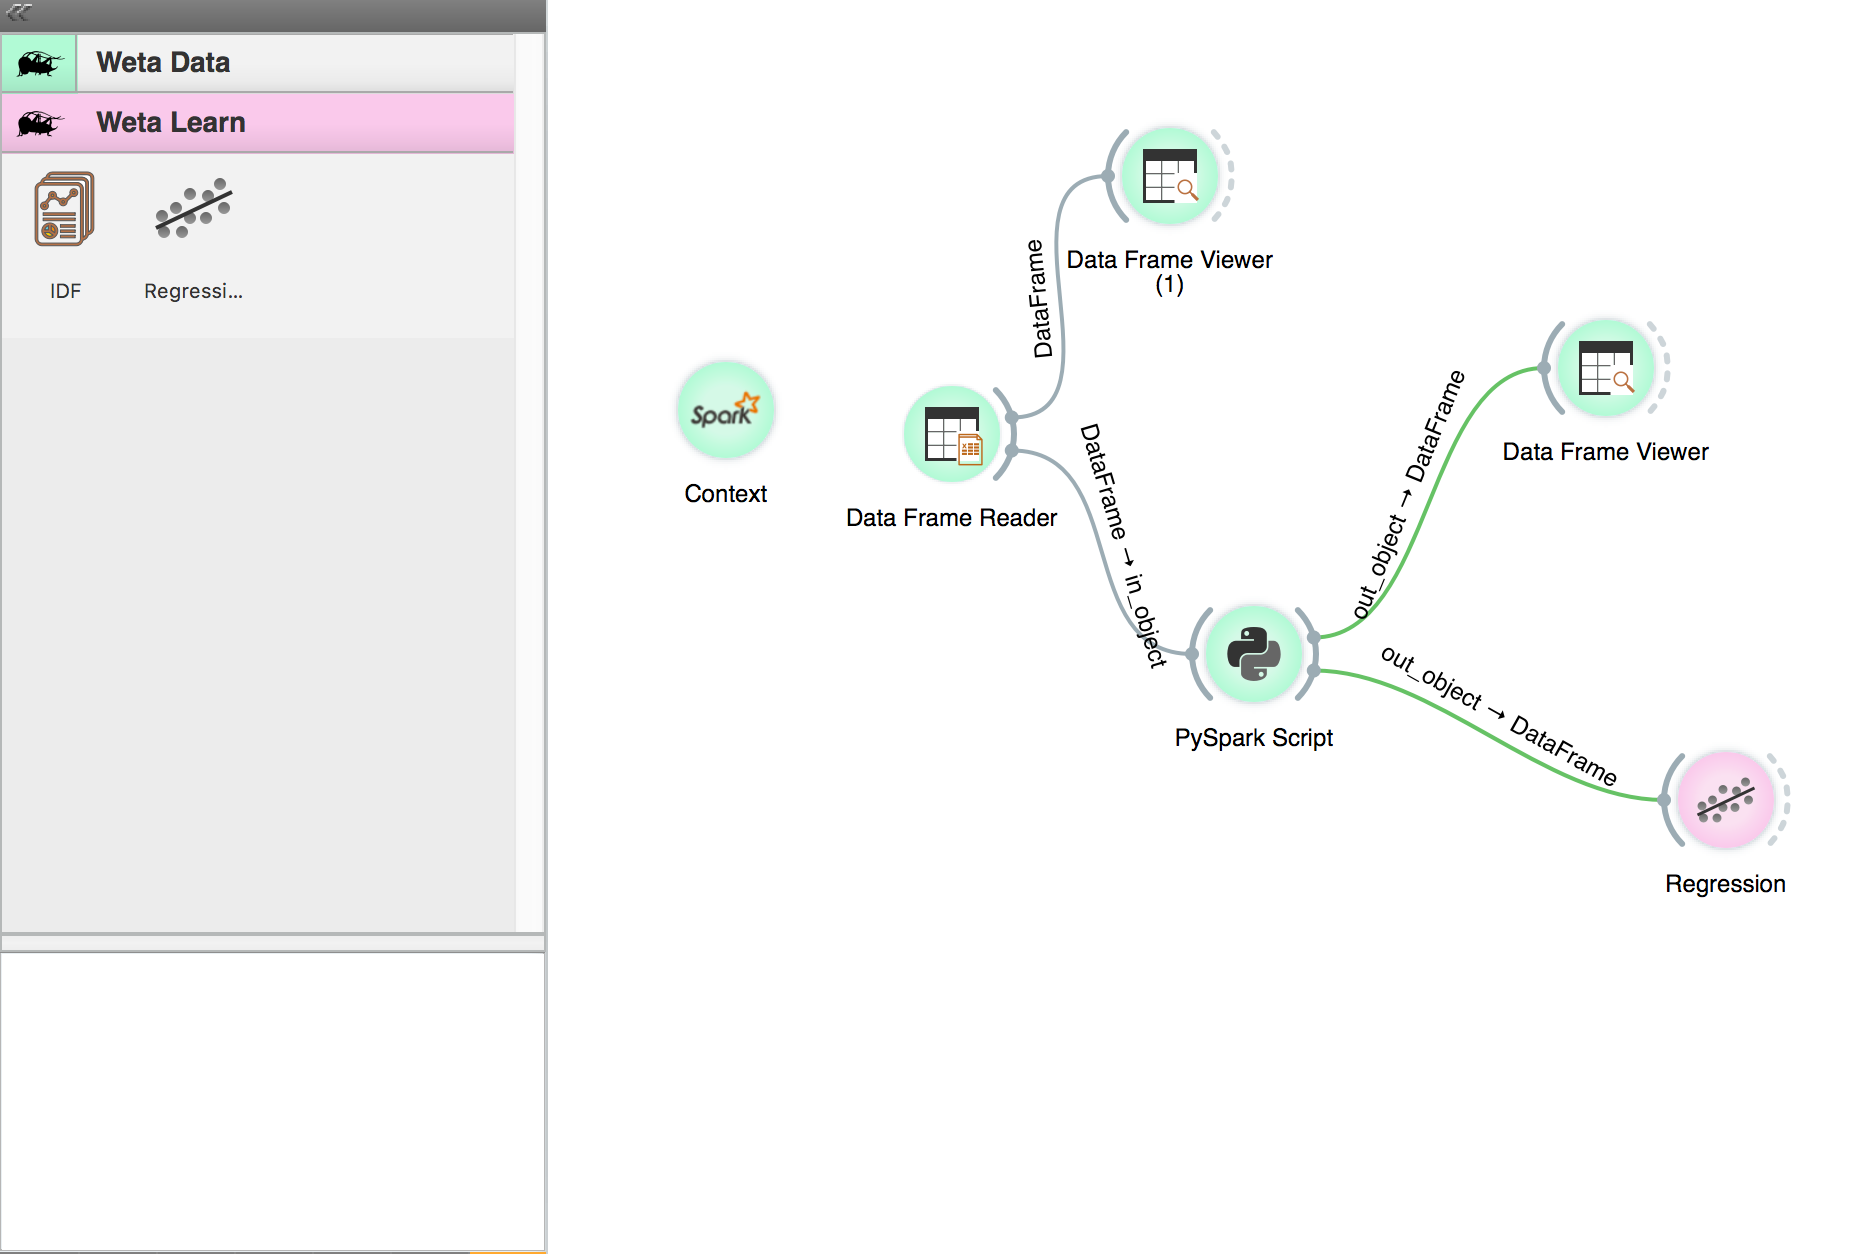 Weta Data
Weta Learn
IDF
Regressi...
DataFrame
Data Frame Viewer
(1)
Spark
Context
Data Frame Reader
DataFrame → in_object
out_object → DataFrame
Data Frame Viewer
PySpark Script
out_object → DataFrame
Regression